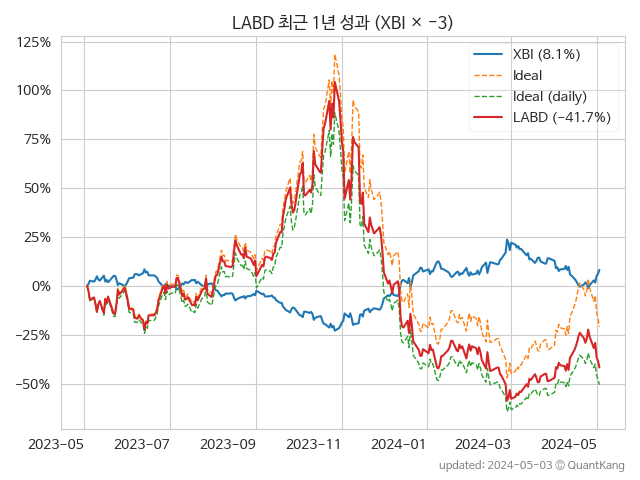 LABD 최근 1년 성과 (XBI × −3)
XBI (8.1%)
Ideal
Ideal (daily)
LABD (−41.7%)
125%
100%
75%
50%
25%
0%
−25%
−50%
2023-05 2023-07 2023-09 2023-11 2024-01 2024-03 2024-05
updated: 2024-05-03 © QuantKang